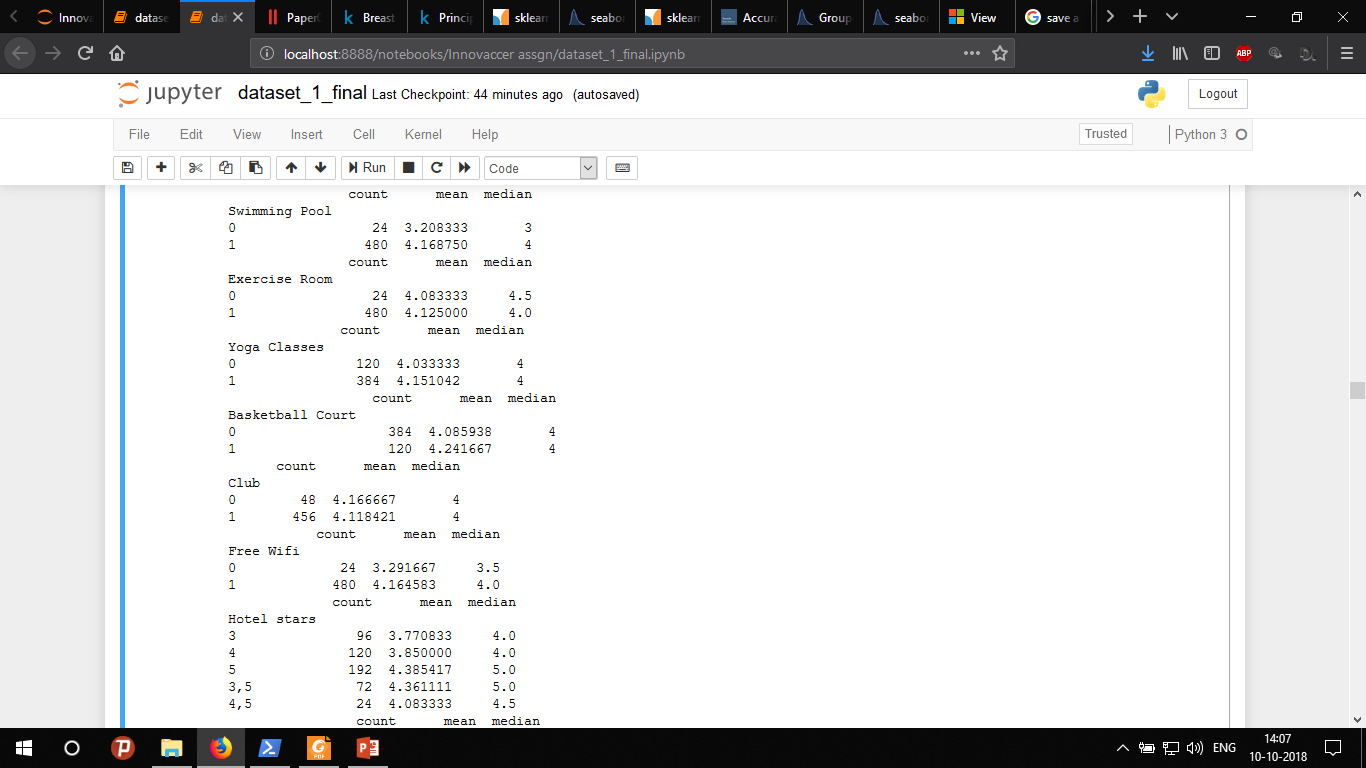 Innova
datase
dat
Paper
Breast
Princip
sklear
seabor
sklear
Accura
Group
seabor
View
save a
localhost:8888/notebooks/Innovaccer assgn/dataset_1_final.ipynb
ABP
jupyter dataset_1_final Last Checkpoint: 44 minutes ago (autosaved)
Logout
File Edit View Insert Cell Kernel Help
Trusted
Python 3
Run
Code
count mean median
Swimming Pool
0 24 3.208333 3
1 480 4.168750 4
count mean median
Exercise Room
0 24 4.083333 4.5
1 480 4.125000 4.0
count mean median
Yoga Classes
0 120 4.033333 4
1 384 4.151042 4
count mean median
Basketball Court
0 384 4.085938 4
1 120 4.241667 4
count mean median
Club
0 48 4.166667 4
1 456 4.118421 4
count mean median
Free Wifi
0 24 3.291667 3.5
1 480 4.164583 4.0
count mean median
Hotel stars
3 96 3.770833 4.0
4 120 3.850000 4.0
5 192 4.385417 5.0
3,5 72 4.361111 5.0
4,5 24 4.083333 4.5
count mean median
ENG
14:07
10-10-2018